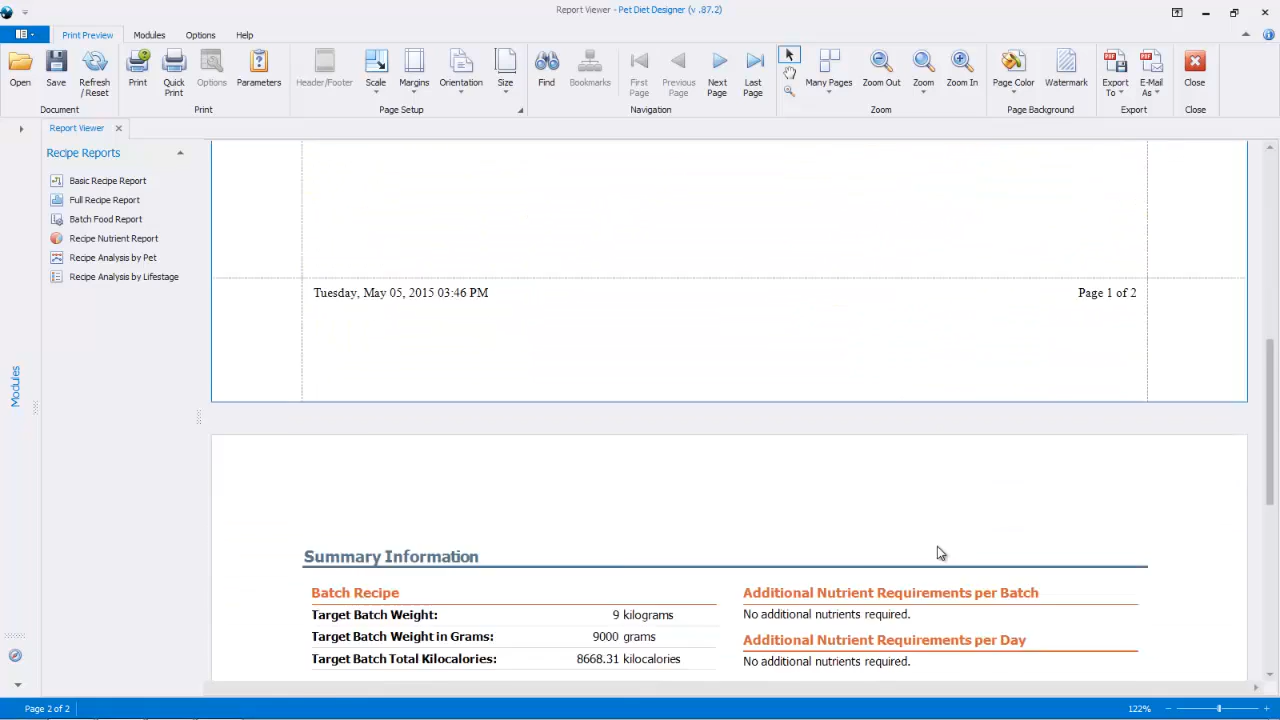 Report Viewer - Pet Diet Designer (v .87.2)
Print Preview Modules Options Help
Open Save Refresh / Reset Print Quick Print Options Parameters Header/Footer Scale Margins Orientation Size Find Bookmarks First Page Previous Page Next Page Last Page Many Pages Zoom Out Zoom Zoom In Page Color Watermark Export To E-Mail As Close
Document Print Page Setup Navigation Zoom Page Background Export Close
Report Viewer
Recipe Reports
Basic Recipe Report
Full Recipe Report
Batch Food Report
Recipe Nutrient Report
Recipe Analysis by Pet
Recipe Analysis by Lifestage
Modules
Tuesday, May 05, 2015 03:46 PM Page 1 of 2
Summary Information
Batch Recipe Additional Nutrient Requirements per Batch
Target Batch Weight: 9 kilograms No additional nutrients required.
Target Batch Weight in Grams: 9000 grams Additional Nutrient Requirements per Day
Target Batch Total Kilocalories: 8668.31 kilocalories No additional nutrients required.
Page 2 of 2 122%